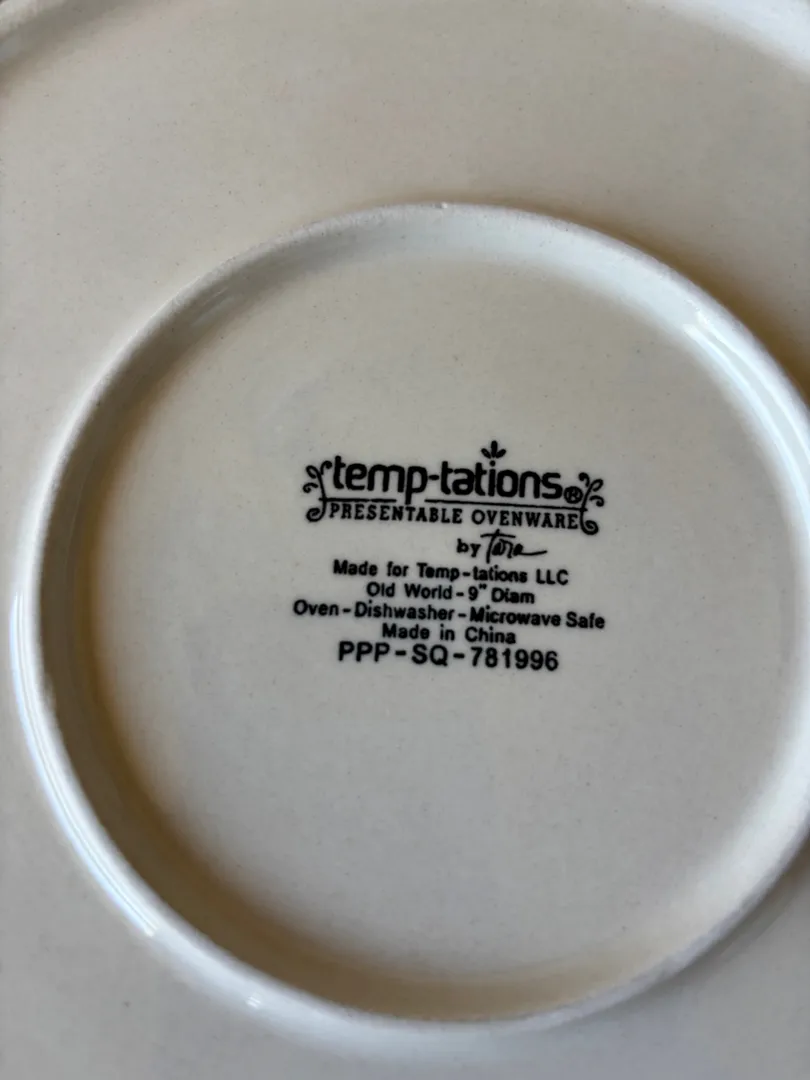 temp-tations®
PRESENTABLE OVENWARE
by Tara
Made for Temp-tations LLC
Old World - 9" Diam
Oven - Dishwasher - Microwave Safe
Made in China
PPP - SQ - 781996